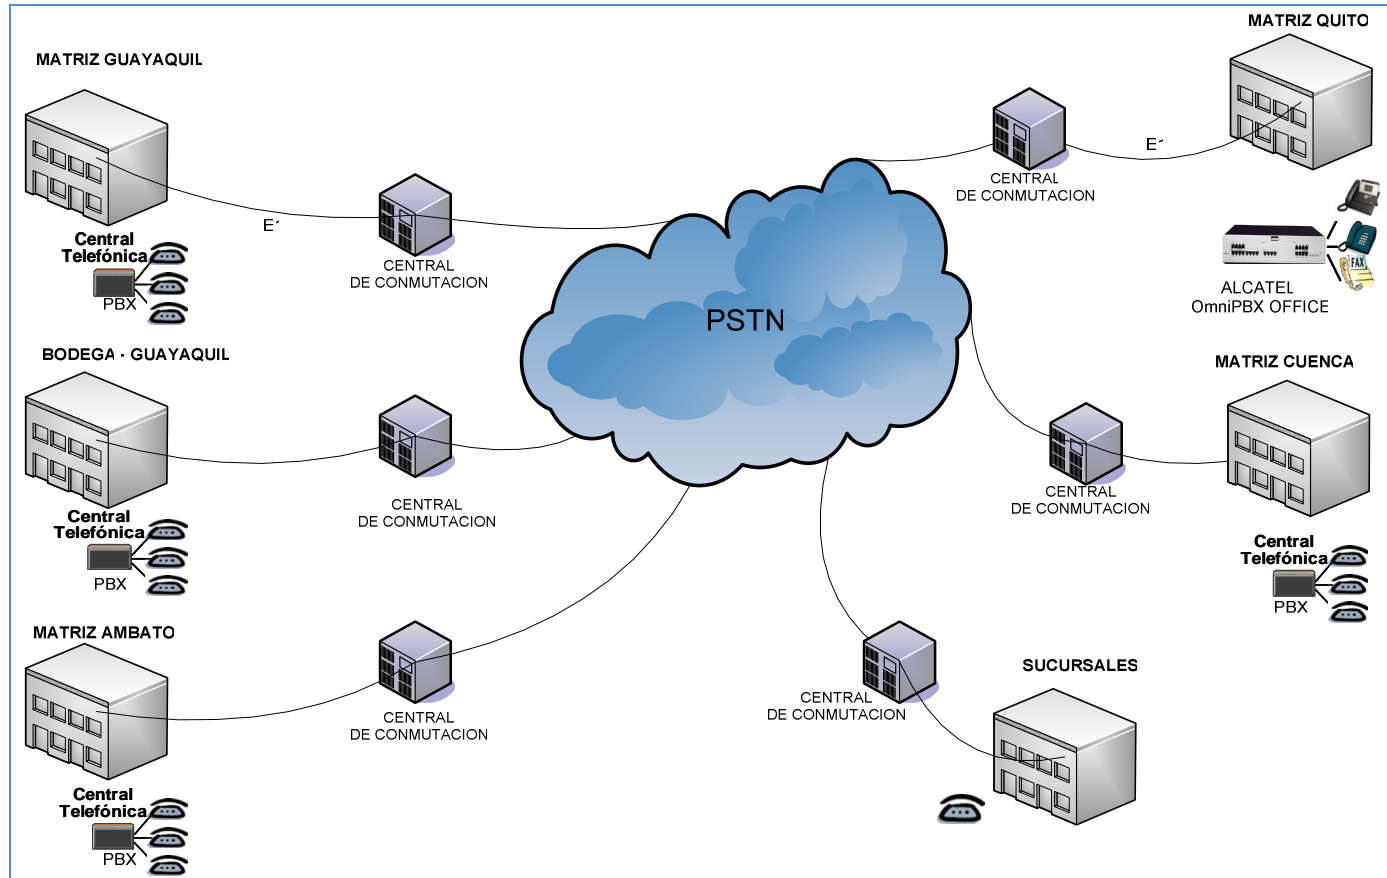 MATRIZ QUITO
MATRIZ GUAYAQUIL
E
CENTRAL
DE CONMUTACION
E
CENTRAL
DE CONMUTACION
Central
Telefónica
PBX
FAX
ALCATEL
OmniPBX OFFICE
PSTN
BODEGA - GUAYAQUIL
MATRIZ CUENCA
CENTRAL
DE CONMUTACION
CENTRAL
DE CONMUTACION
Central
Telefónica
PBX
Central
Telefónica
PBX
MATRIZ AMBATO
SUCURSALES
CENTRAL
DE CONMUTACION
CENTRAL
DE CONMUTACION
Central
Telefónica
PBX